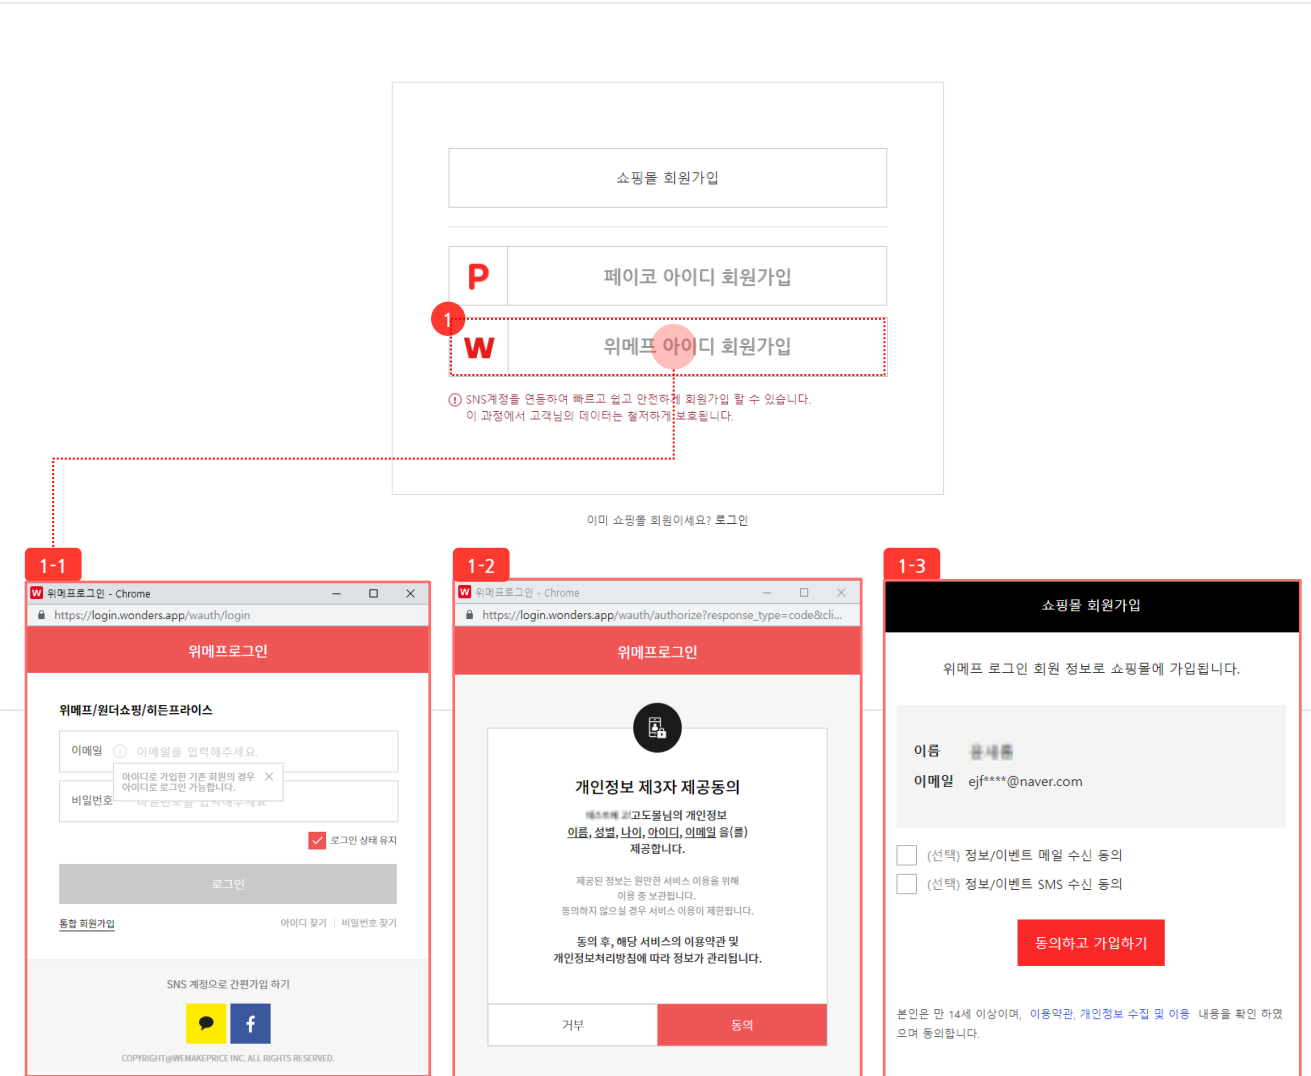 쇼핑몰 회원가입
P 페이코 아이디 회원가입
1
W 위메프 아이디 회원가입
SNS계정을 연동하여 빠르고 쉽고 안전하게 회원가입 할 수 있습니다.
이 과정에서 고객님의 데이터는 철저하게 보호됩니다.
이미 쇼핑몰 회원이세요? 로그인
1-1
W 위메프로그인 - Chrome
https://login.wonders.app/wauth/login
위메프로그인
위메프/원더쇼핑/히든프라이스
이메일 이메일을 입력해주세요.
아이디로 가입한 기존 회원의 경우
아이디로 로그인 가능합니다.
비밀번호 비밀번호를 입력해주세요
로그인 상태 유지
로그인
통합 회원가입 아이디 찾기 비밀번호 찾기
SNS 계정으로 간편가입 하기
f
COPYRIGHT@WEMAKEPRICE INC. ALL RIGHTS RESERVED.
1-2
W 위메프로그인 - Chrome
https://login.wonders.app/wauth/authorize?response_type=code&cli...
위메프로그인
개인정보 제3자 제공동의
고도몰님의 개인정보
이름, 성별, 나이, 아이디, 이메일 을(를)
제공합니다.
제공된 정보는 원만한 서비스 이용을 위해
이용 중 보관됩니다.
동의하지 않으실 경우 서비스 이용이 제한됩니다.
동의 후, 해당 서비스의 이용약관 및
개인정보처리방침에 따라 정보가 관리됩니다.
거부 동의
1-3
쇼핑몰 회원가입
위메프 로그인 회원 정보로 쇼핑몰에 가입됩니다.
이름
이메일 ejf****@naver.com
(선택) 정보/이벤트 메일 수신 동의
(선택) 정보/이벤트 SMS 수신 동의
동의하고 가입하기
본인은 만 14세 이상이며, 이용약관, 개인정보 수집 및 이용 내용을 확인 하였
으며 동의합니다.